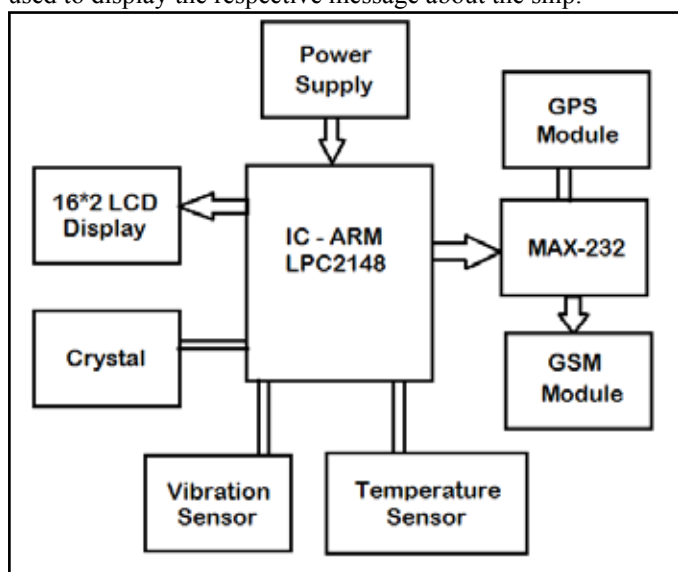 used to display the respective message about the ship.
Power
Supply
GPS
Module
16*2 LCD
Display
IC - ARM
LPC2148
MAX-232
Crystal
GSM
Module
Vibration
Sensor
Temperature
Sensor